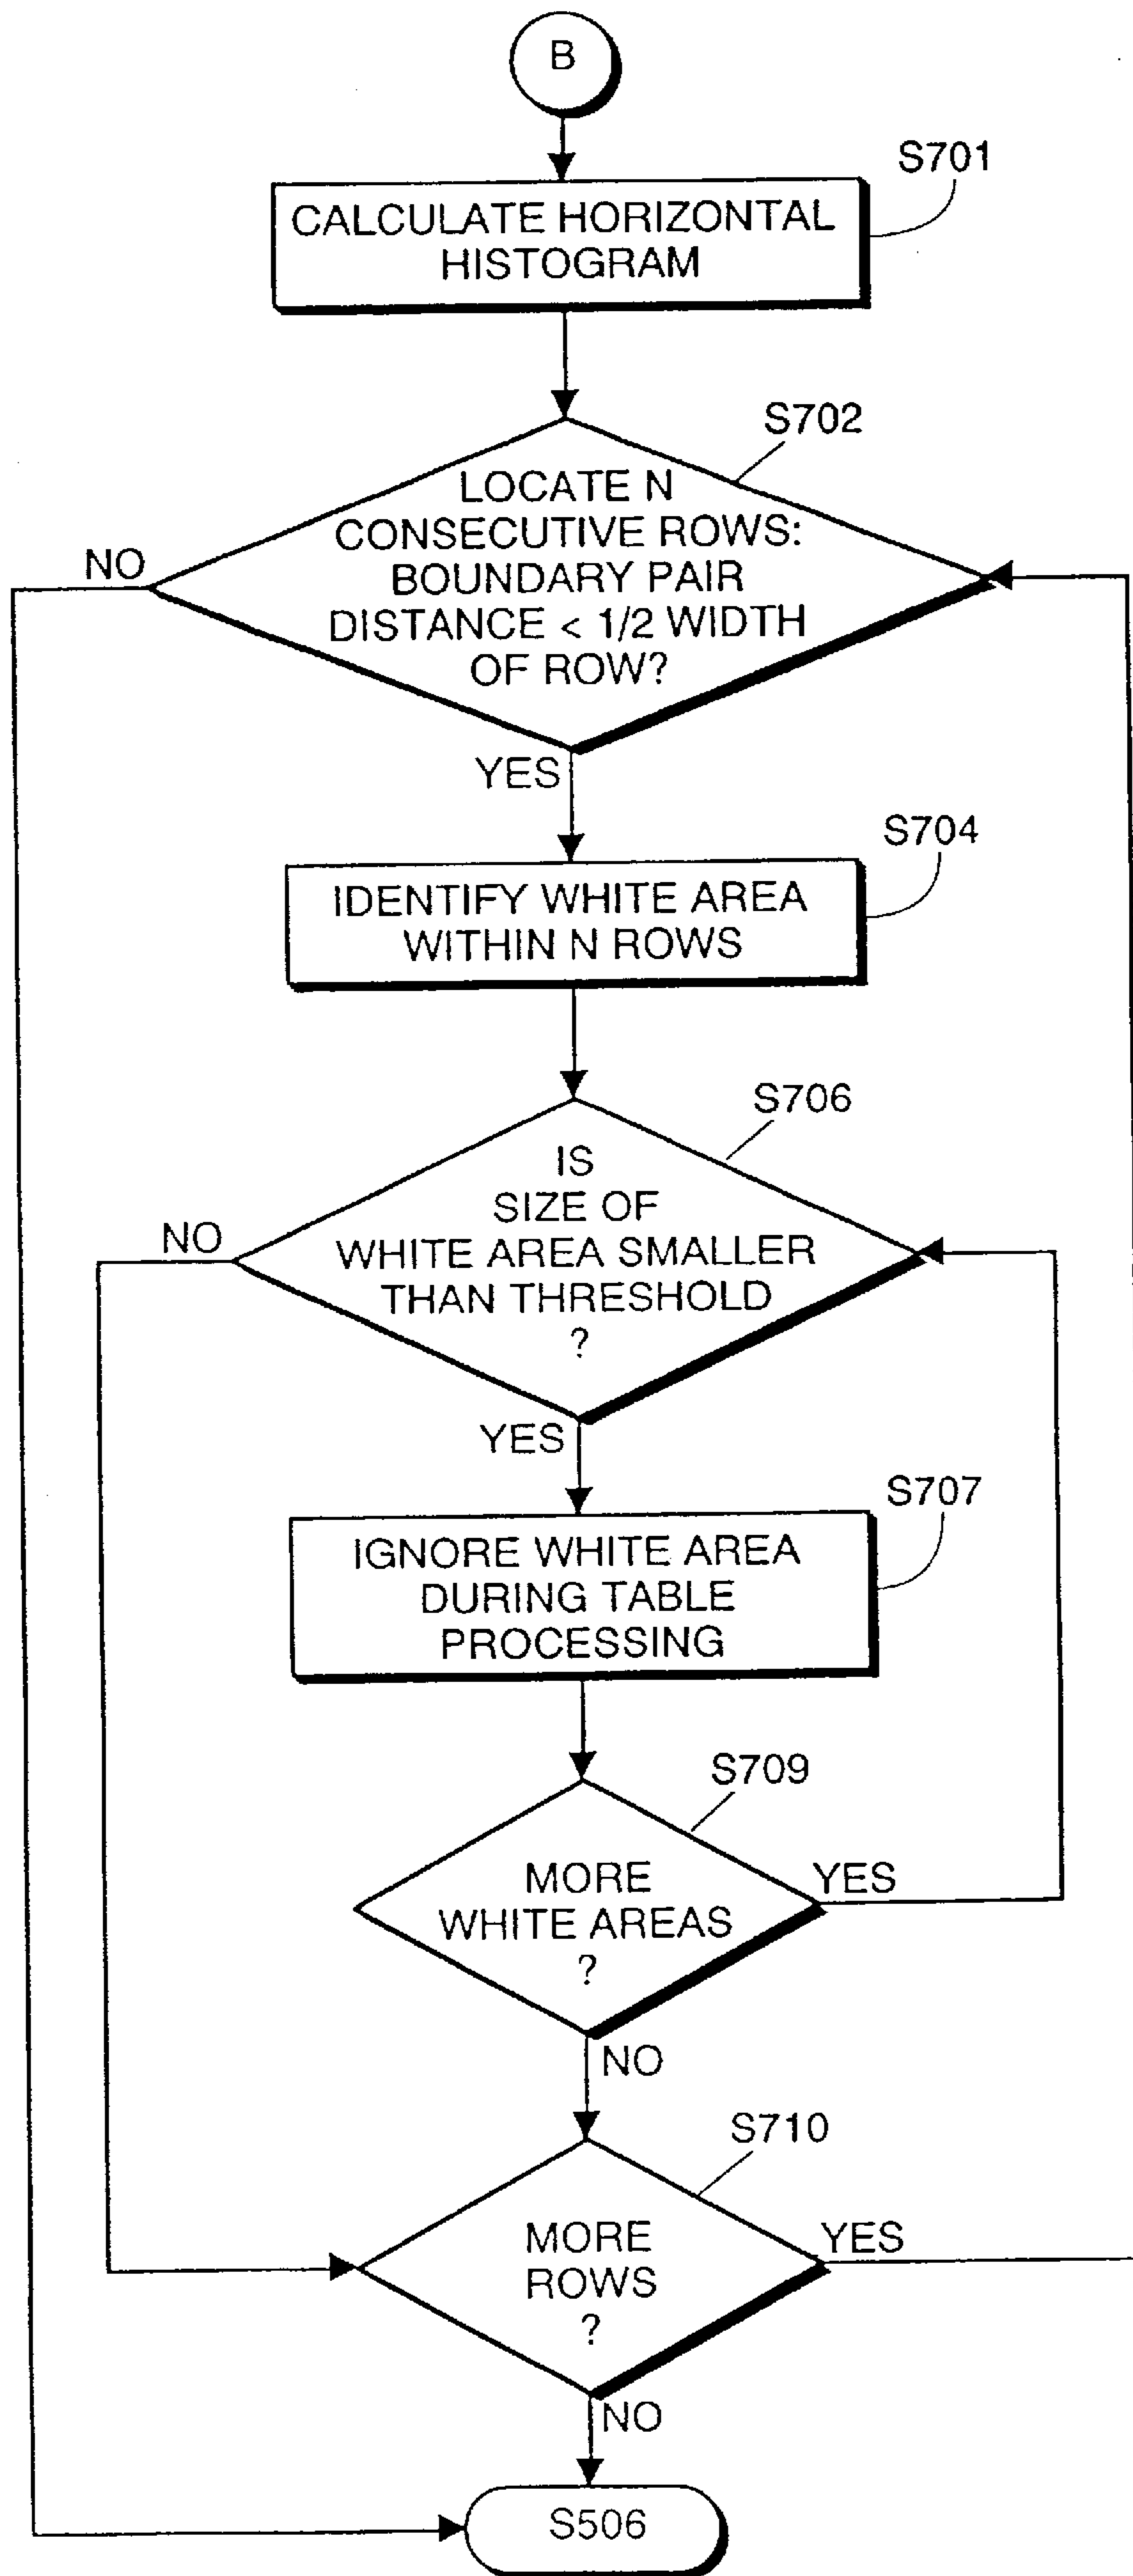 B
S701
CALCULATE HORIZONTAL
HISTOGRAM
S702
LOCATE N
CONSECUTIVE ROWS:
BOUNDARY PAIR
DISTANCE < 1/2 WIDTH
OF ROW?
NO
YES
S704
IDENTIFY WHITE AREA
WITHIN N ROWS
S706
IS
SIZE OF
WHITE AREA SMALLER
THAN THRESHOLD
?
NO
YES
S707
IGNORE WHITE AREA
DURING TABLE
PROCESSING
S709
MORE
WHITE AREAS
?
YES
NO
S710
MORE
ROWS
?
YES
NO
S506